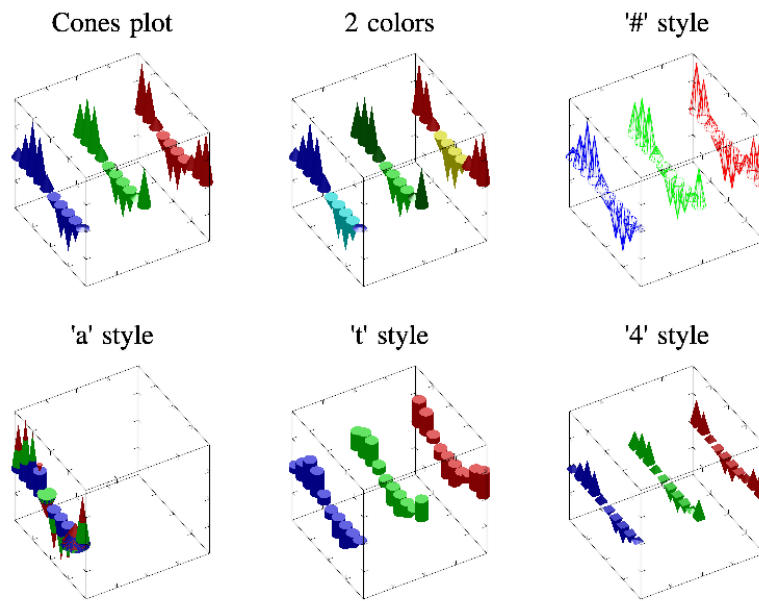 Cones plot
2 colors
'#' style
'a' style
't' style
'4' style